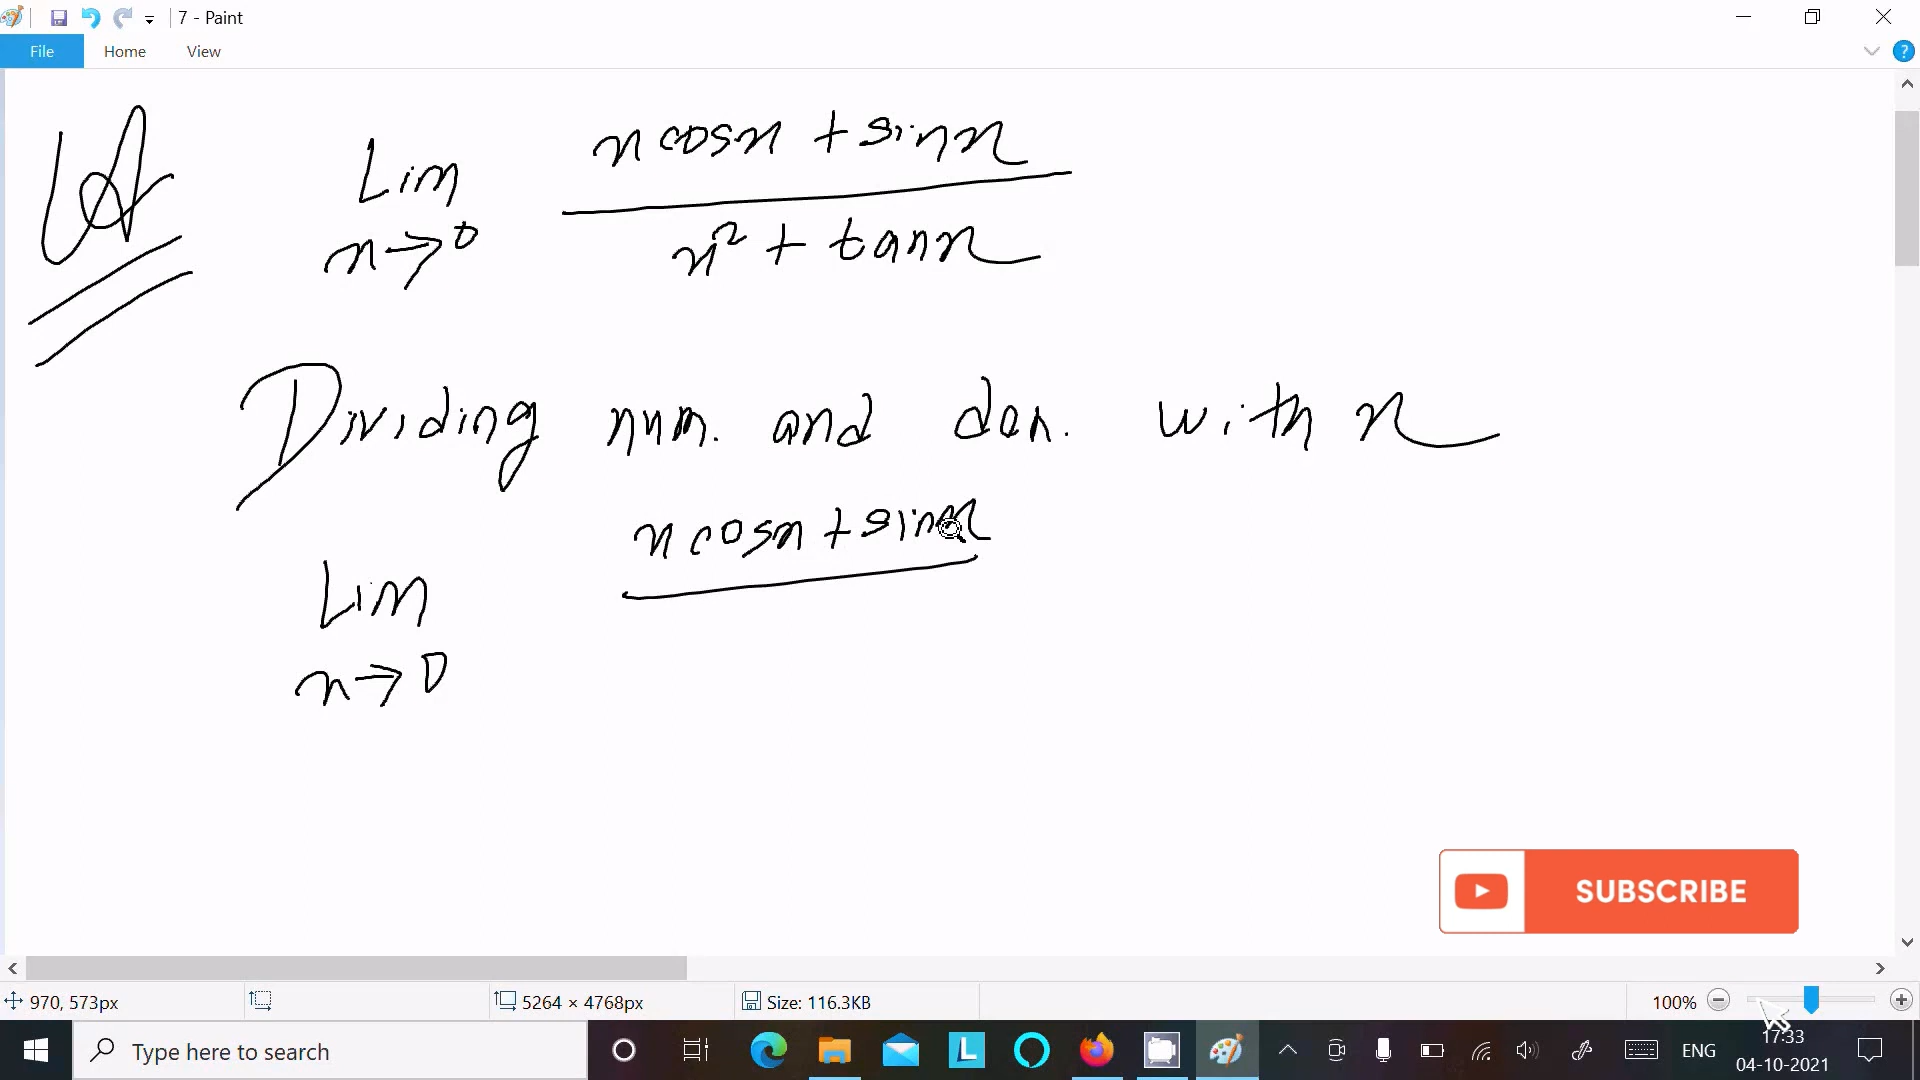 7 - Paint
File Home View
Lim x→0 (x cosx + sinx) / (x² + tanx)
Dividing num. and den. with x
Lim x→0 x cosx + sinx
SUBSCRIBE
970, 573px 5264 × 4768px Size: 116.3KB 100%
Type here to search L ENG 17:33
04-10-2021